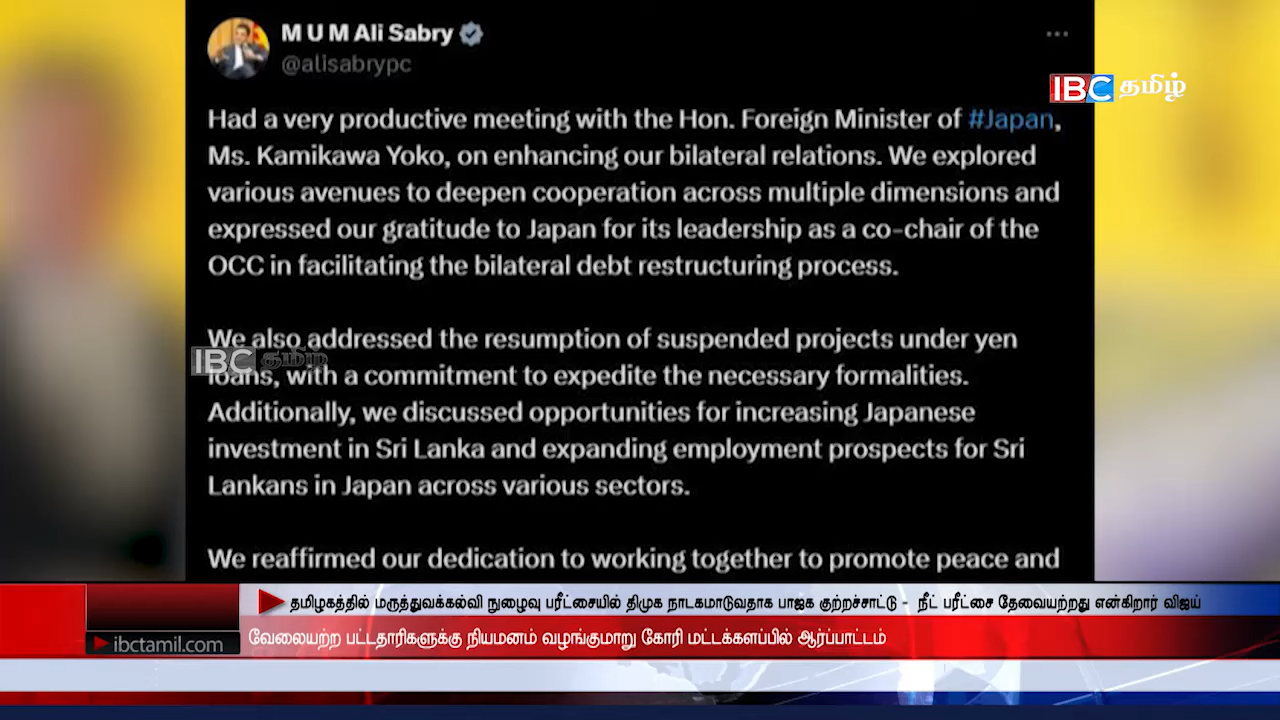 M U M Ali Sabry
@alisabrypc
IBC தமிழ்
Had a very productive meeting with the Hon. Foreign Minister of #Japan,
Ms. Kamikawa Yoko, on enhancing our bilateral relations. We explored
various avenues to deepen cooperation across multiple dimensions and
expressed our gratitude to Japan for its leadership as a co-chair of the
OCC in facilitating the bilateral debt restructuring process.
We also addressed the resumption of suspended projects under yen
IBC தமிழ்
loans, with a commitment to expedite the necessary formalities.
Additionally, we discussed opportunities for increasing Japanese
investment in Sri Lanka and expanding employment prospects for Sri
Lankans in Japan across various sectors.
We reaffirmed our dedication to working together to promote peace and
தமிழகத்தில் மருத்துவக்கல்வி நுழைவு பரீட்சையில் திமுக நாடகமாடுவதாக பாஜக குற்றச்சாட்டு - நீட் பரீட்சை தேவையற்றது என்கிறார் விஜய்
ibctamil.com
வேலையற்ற பட்டதாரிகளுக்கு நியமனம் வழங்குமாறு கோரி மட்டக்களப்பில் ஆர்ப்பாட்டம்